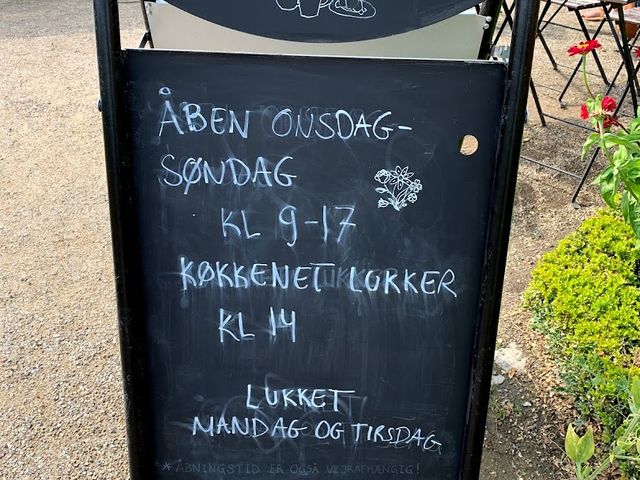 ÅBEN ONSDAG-
SØNDAG
KL 9-17
KØKKENET LUKKER
KL 14
LUKKET
MANDAG OG TIRSDAG
*ÅBNINGSTID ER OGSÅ VEJRAFHÆNGIG!